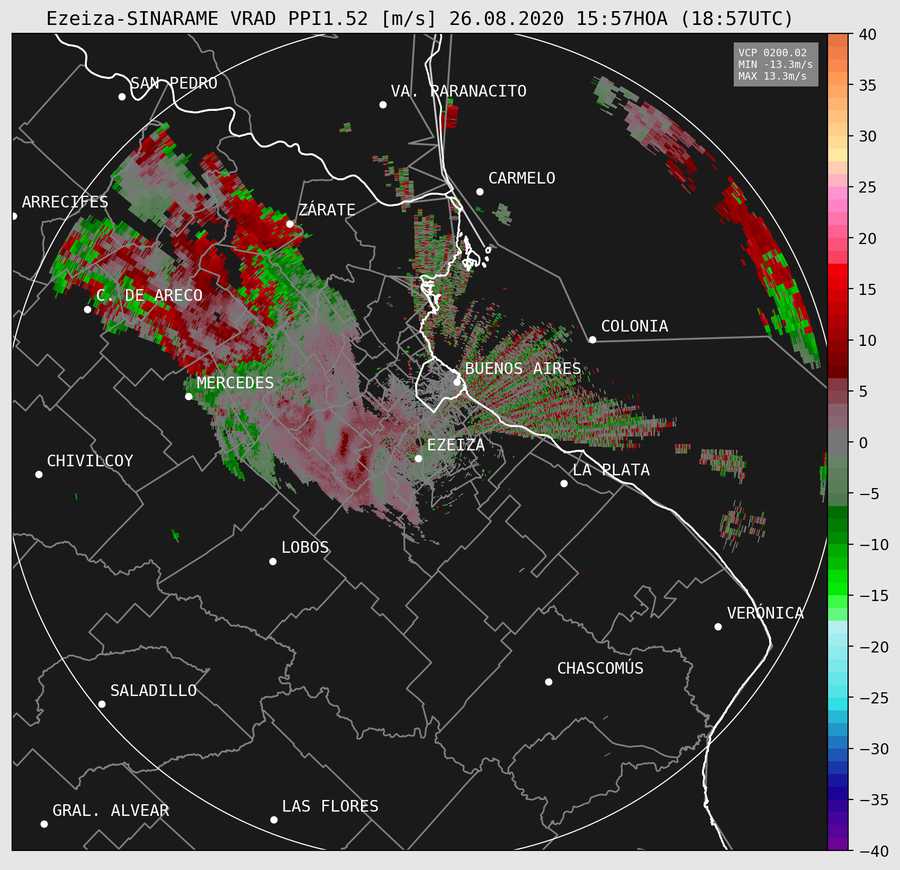 Ezeiza-SINARAME VRAD PPI1.52 [m/s] 26.08.2020 15:57HOA (18:57UTC)
VCP 0200.02
MIN -13.3m/s
MAX 13.3m/s
SAN PEDRO
VA. PARANACITO
ARRECIFES
CARMELO
ZÁRATE
C. DE ARECO
COLONIA
MERCEDES
BUENOS AIRES
CHIVILCOY
EZEIZA
LA PLATA
LOBOS
VERÓNICA
SALADILLO
CHASCOMÚS
GRAL. ALVEAR
LAS FLORES
40
35
30
25
20
15
10
5
0
−5
−10
−15
−20
−25
−30
−35
−40